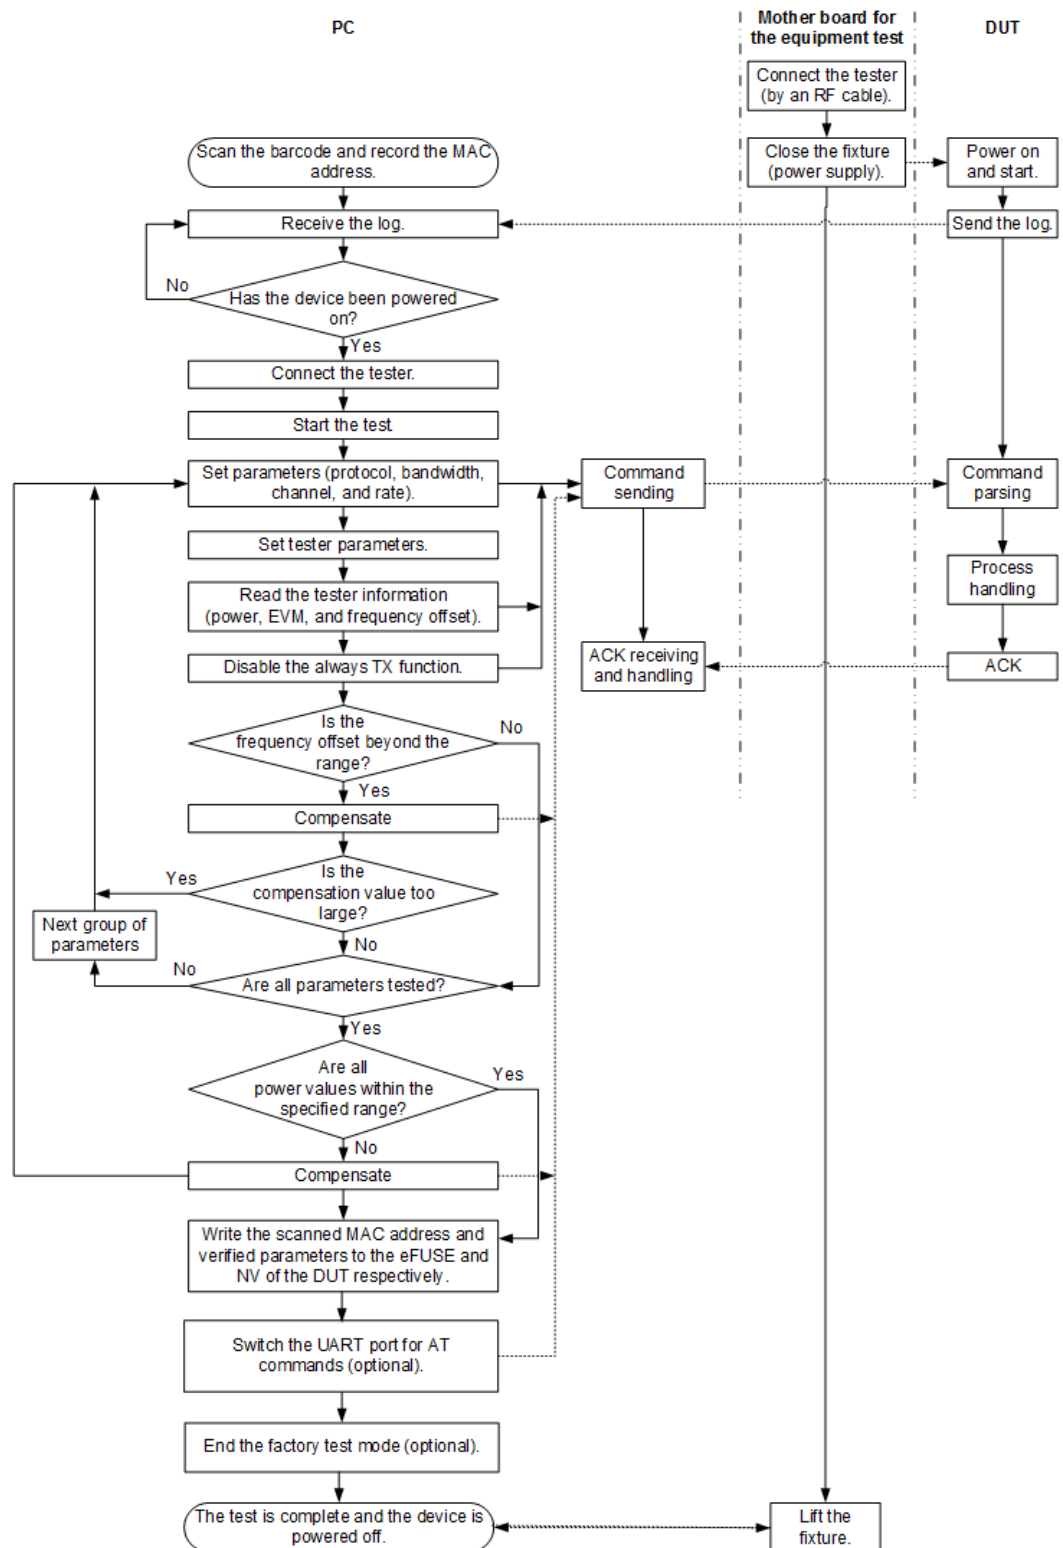 PC
Mother board for
the equipment test
DUT
Connect the tester
(by an RF cable).
Scan the barcode and record the MAC
address.
Close the fixture
(power supply).
Power on
and start.
Receive the log.
Send the log.
No
Has the device been powered
on?
Yes
Connect the tester.
Start the test
Set parameters (protocol, bandwidth,
channel, and rate).
Command
sending
Command
parsing
Set tester parameters.
Process
handling
Read the tester information
(power, EVM, and frequency offset).
Disable the always TX function.
ACK receiving
and handling
ACK
Is the
frequency offset beyond the
range?
No
Yes
Compensate
Is the
compensation value too
large?
Yes
No
Next group of
parameters
No
Are all parameters tested?
Yes
Are all
power values within the
specified range?
Yes
No
Compensate
Write the scanned MAC address and
verified parameters to the eFUSE and
NV of the DUT respectively.
Switch the UART port for AT
commands (optional).
End the factory test mode (optional).
The test is complete and the device is
powered off.
Lift the
fixture.